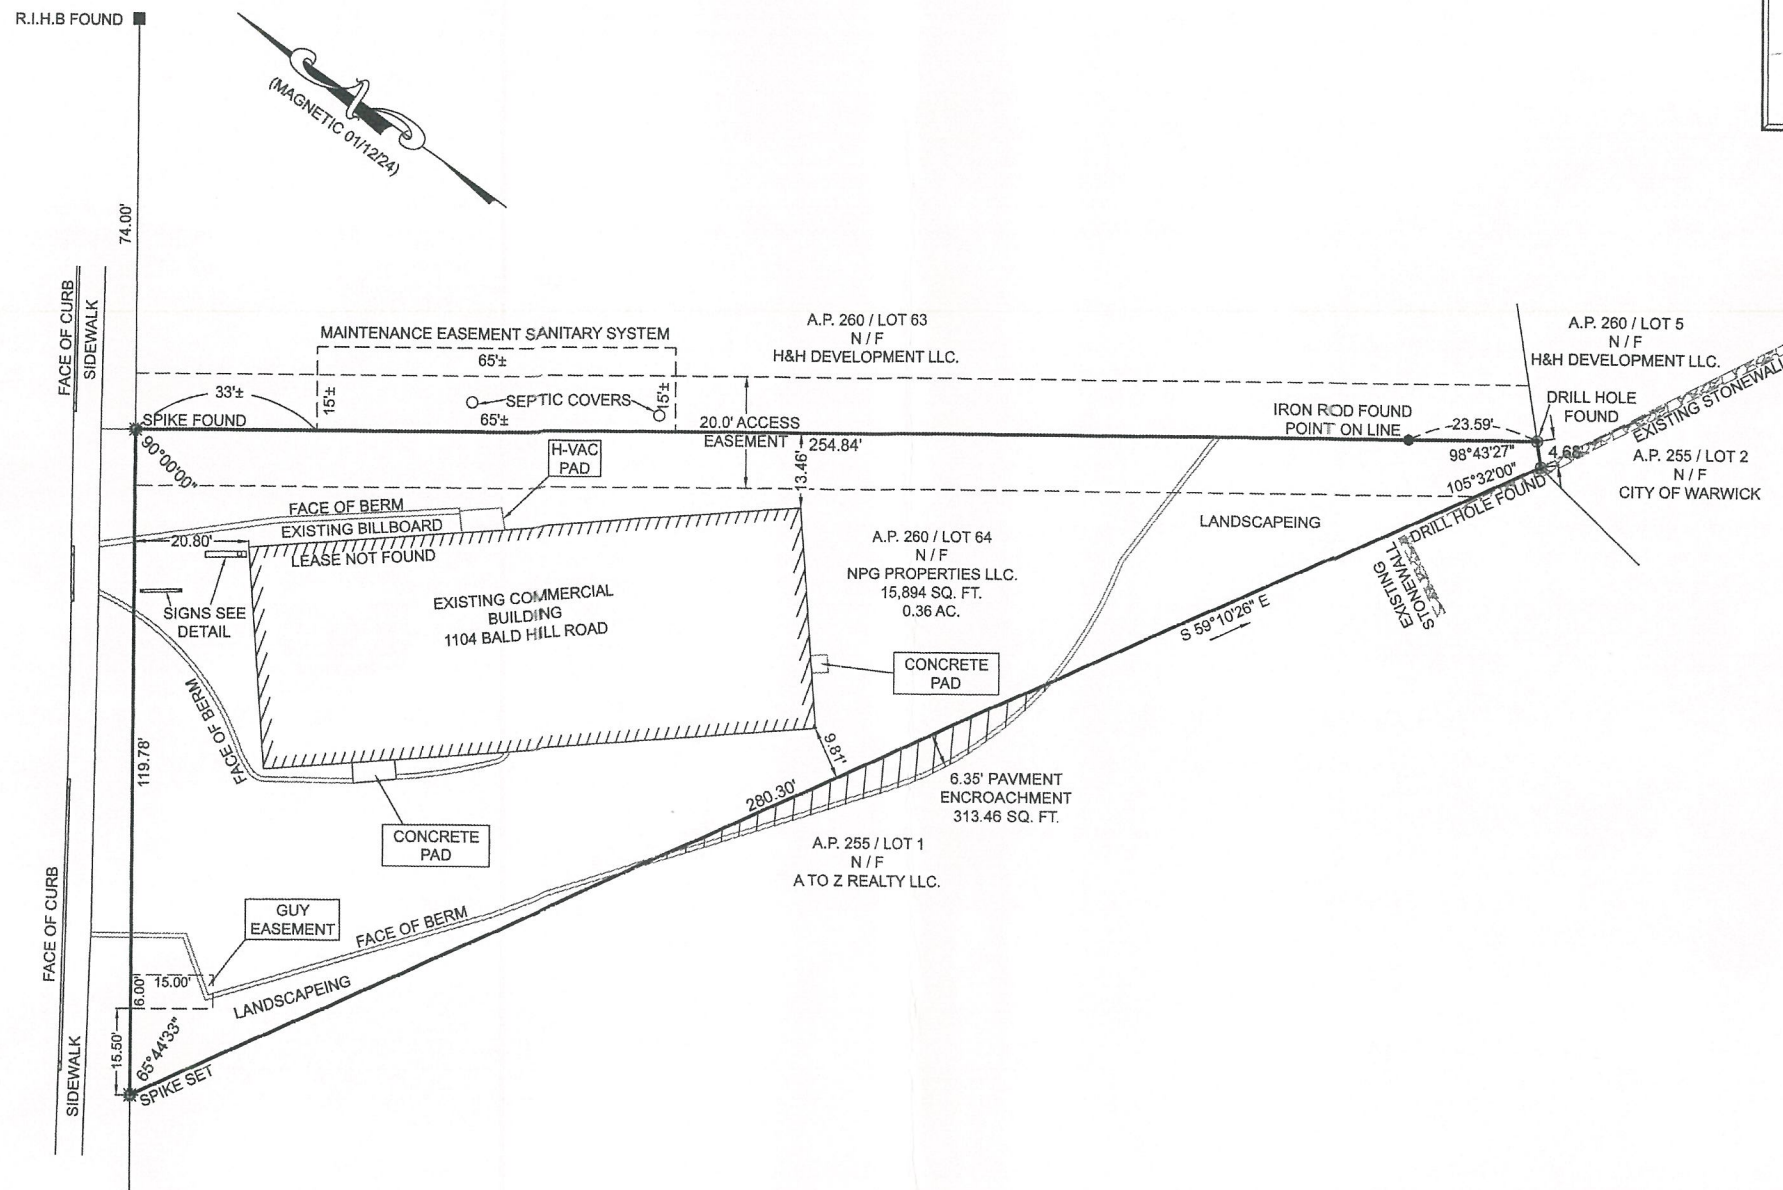 R.I.H.B FOUND
(MAGNETIC 01/12/24)
74.00'
FACE OF CURB
SIDEWALK
MAINTENANCE EASEMENT SANITARY SYSTEM
65'±
A.P. 260 / LOT 63
N / F
H&H DEVELOPMENT LLC.
A.P. 260 / LOT 5
N / F
H&H DEVELOPMENT LLC.
33'±
15'±
SEPTIC COVERS
15'±
65'±
SPIKE FOUND
20.0' ACCESS
EASEMENT
254.84'
13.46'
IRON ROD FOUND
POINT ON LINE
23.59'
DRILL HOLE
FOUND
EXISTING STONEWALL
4.68'
98°43'27"
105°32'00"
DRILL HOLE FOUND
A.P. 255 / LOT 2
N / F
CITY OF WARWICK
90°00'00"
H-VAC
PAD
FACE OF BERM
EXISTING BILLBOARD
LEASE NOT FOUND
20.80'
SIGNS SEE
DETAIL
EXISTING COMMERCIAL
BUILDING
1104 BALD HILL ROAD
A.P. 260 / LOT 64
N / F
NPG PROPERTIES LLC.
15,894 SQ. FT.
0.36 AC.
LANDSCAPEING
EXISTING
STONEWALL
S 59°10'26" E
CONCRETE
PAD
FACE OF BERM
119.78'
9.81'
280.30'
6.35' PAVMENT
ENCROACHMENT
313.46 SQ. FT.
CONCRETE
PAD
A.P. 255 / LOT 1
N / F
A TO Z REALTY LLC.
FACE OF CURB
GUY
EASEMENT
FACE OF BERM
6.00'
15.00'
LANDSCAPEING
15.50'
65°44'33"
SPIKE SET
SIDEWALK